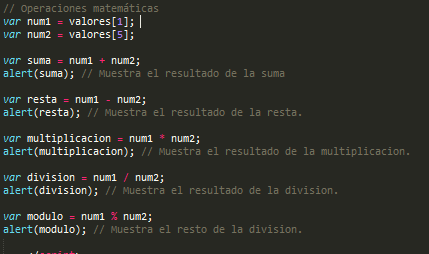 // Operaciones matemáticas
var num1 = valores[1];
var num2 = valores[5];
var suma = num1 + num2;
alert(suma); // Muestra el resultado de la suma
var resta = num1 - num2;
alert(resta); // Muestra el resultado de la resta.
var multiplicacion = num1 * num2;
alert(multiplicacion); // Muestra el resultado de la multiplicacion.
var division = num1 / num2;
alert(division); // Muestra el resultado de la division.
var modulo = num1 % num2;
alert(modulo); // Muestra el resto de la division.